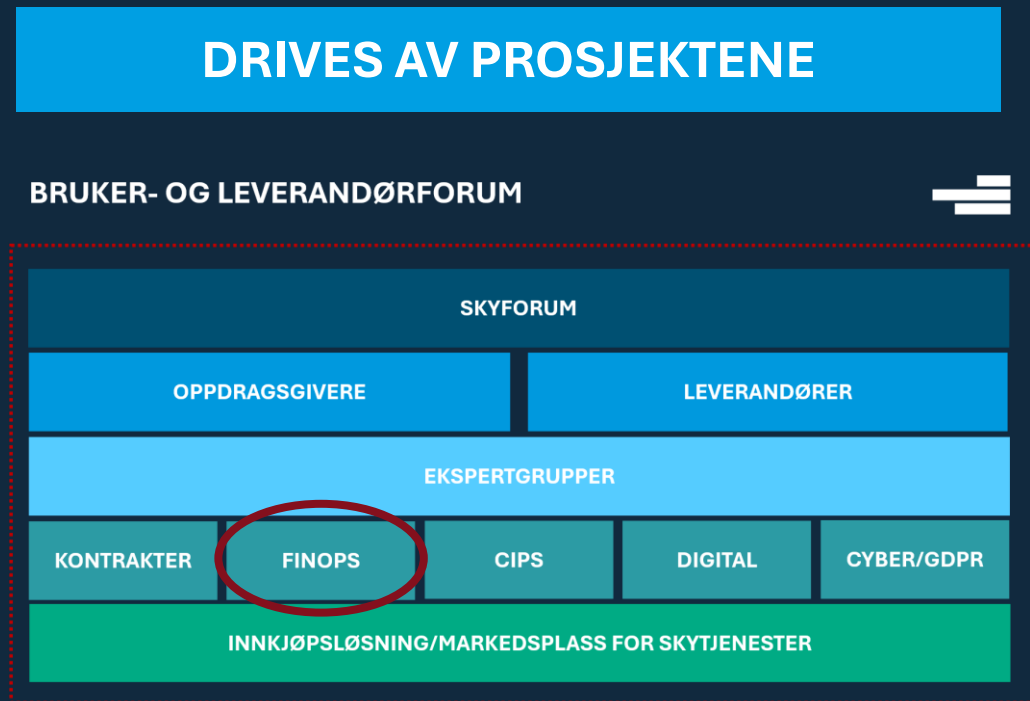 DRIVES AV PROSJEKTENE
BRUKER- OG LEVERANDØRFORUM
SKYFORUM
OPPDRAGSGIVERE
LEVERANDØRER
EKSPERTGRUPPER
KONTRAKTER
FINOPS
CIPS
DIGITAL
CYBER/GDPR
INNKJØPSLØSNING/MARKEDSPLASS FOR SKYTJENESTER